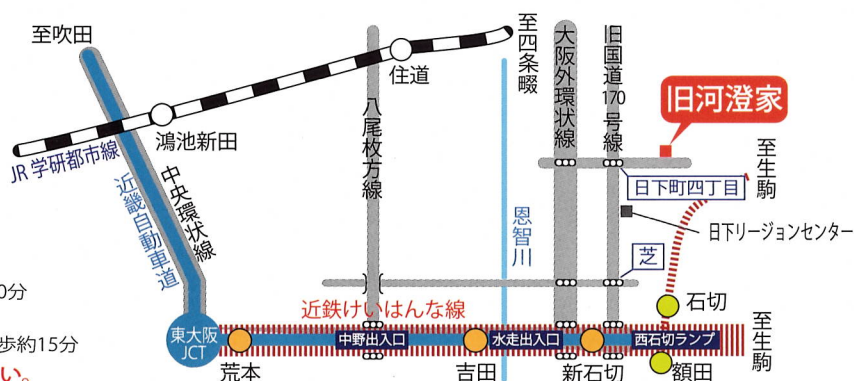 至吹田
至四条畷
大阪外環状線
旧国道170号線
住道
旧河澄家
八尾枚方線
鴻池新田
至生駒
JR 学研都市線
近畿自動車道
中央環状線
日下町四丁目
恩智川
日下リージョンセンター
芝
0分
石切
近鉄けいはんな線
東大阪
JCT
中野出入口
水走出入口
西石切ランプ
至生駒
歩約15分
い。
荒本
吉田
新石切
額田